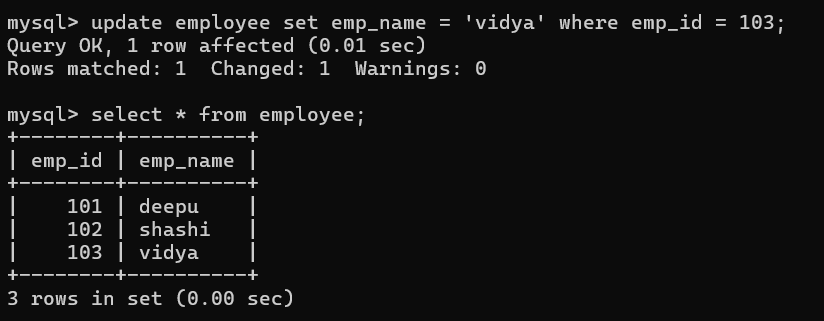 mysql> update employee set emp_name = 'vidya' where emp_id = 103;
Query OK, 1 row affected (0.01 sec)
Rows matched: 1  Changed: 1  Warnings: 0

mysql> select * from employee;
+--------+----------+
| emp_id | emp_name |
+--------+----------+
|    101 | deepu    |
|    102 | shashi   |
|    103 | vidya    |
+--------+----------+
3 rows in set (0.00 sec)